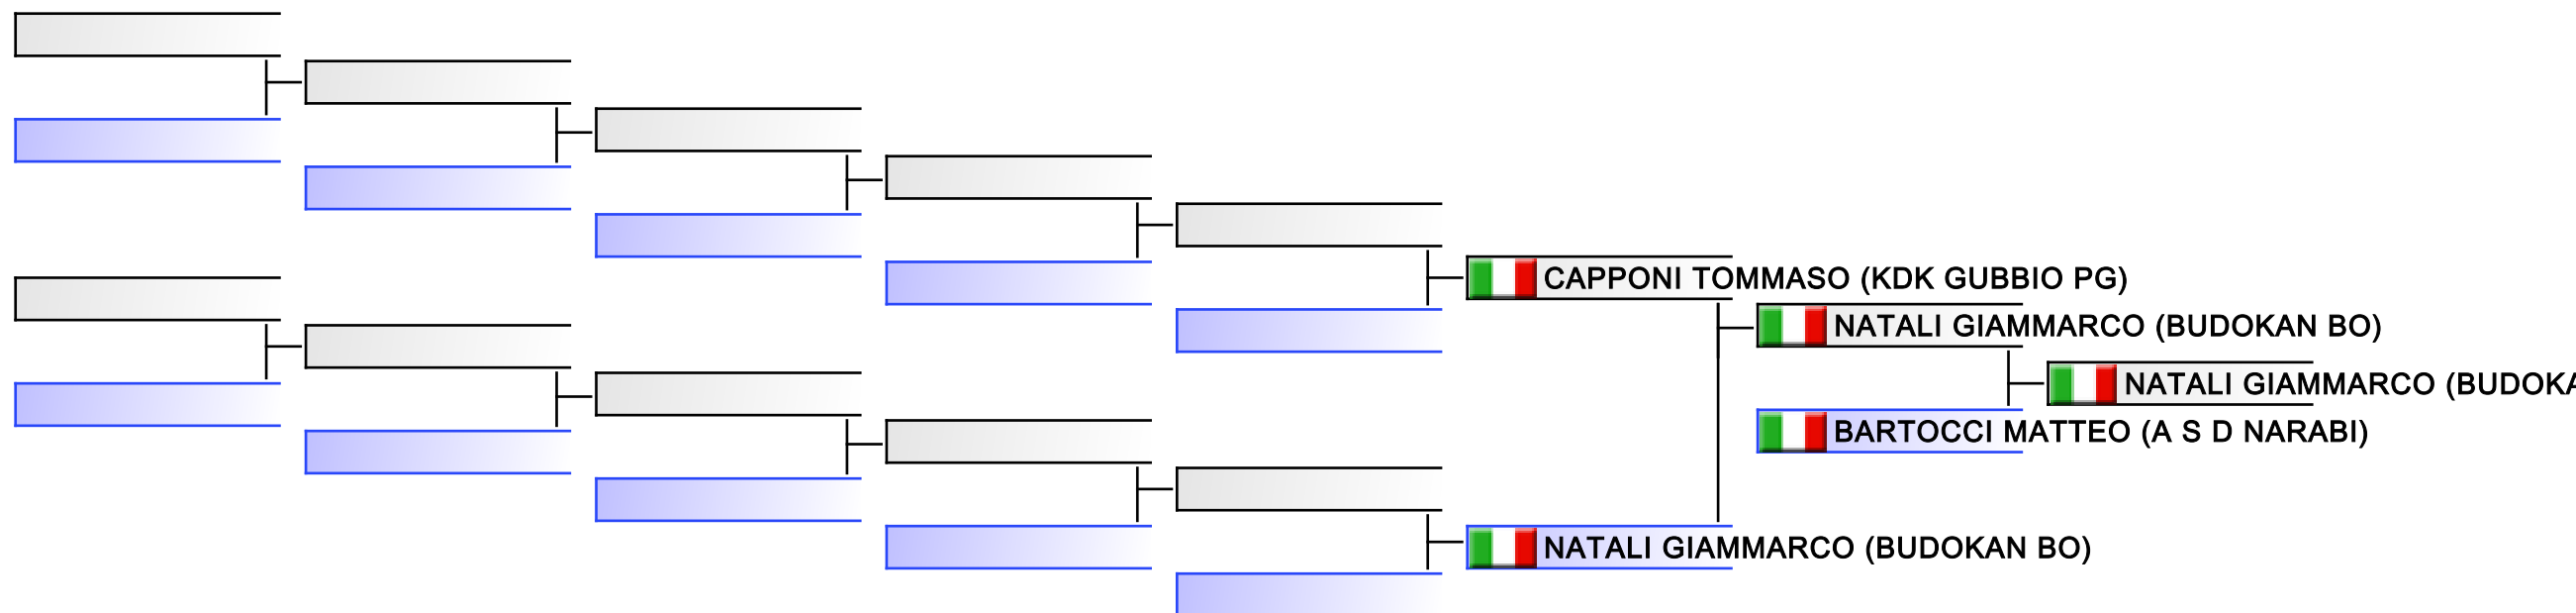 CAPPONI TOMMASO (KDK GUBBIO PG)
NATALI GIAMMARCO (BUDOKAN BO)
NATALI GIAMMARCO (BUDOKA
BARTOCCI MATTEO (A S D NARABI)
NATALI GIAMMARCO (BUDOKAN BO)